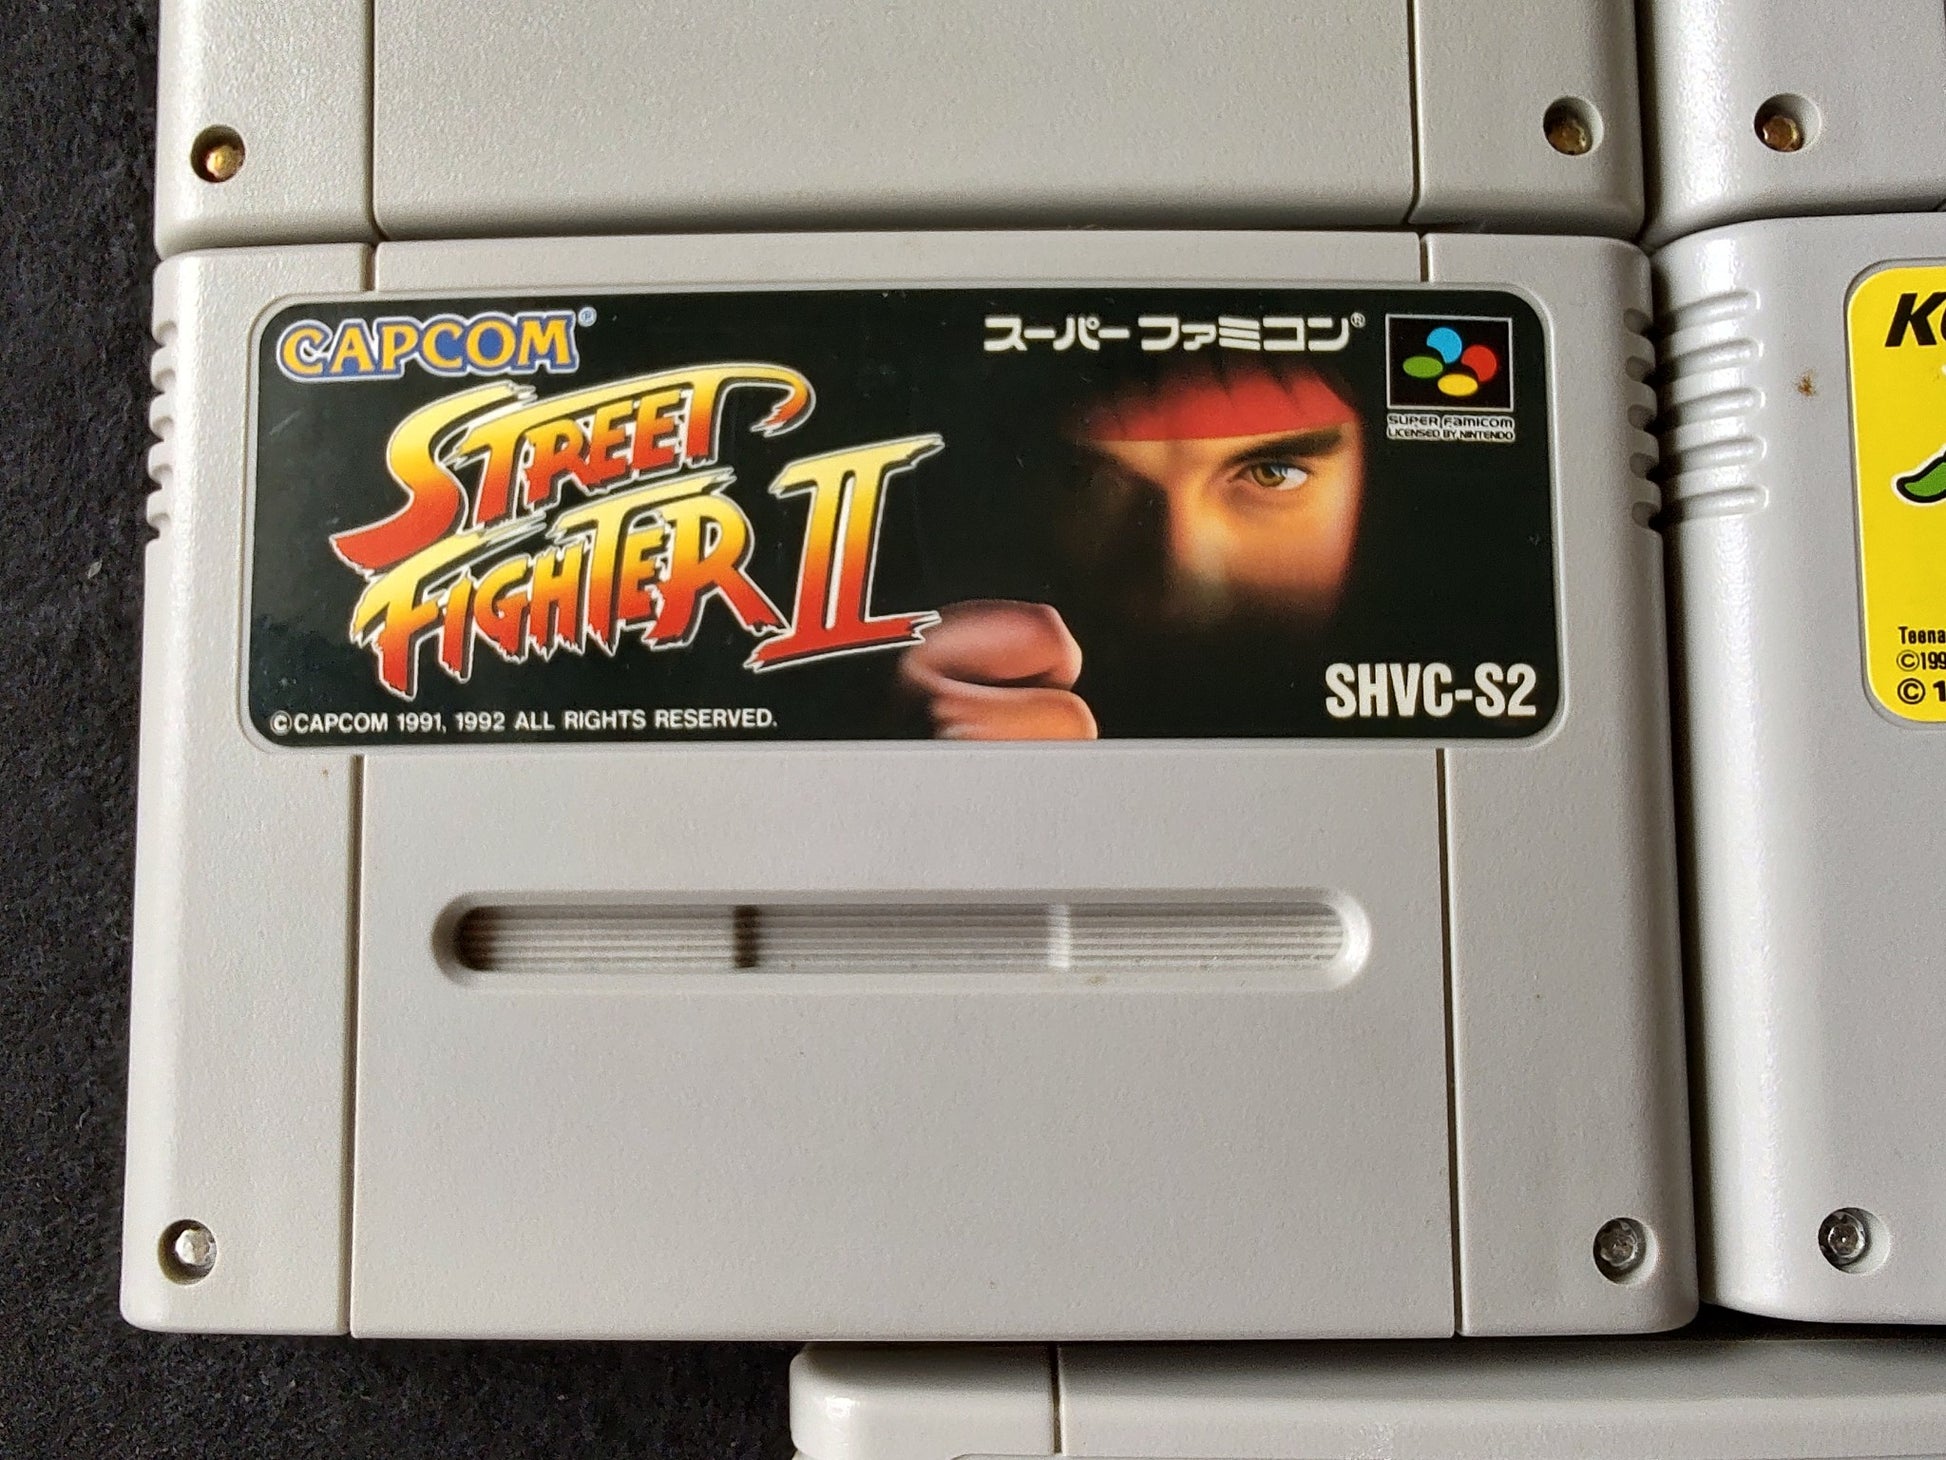 CAPCOM®
スーパーファミコン®
STREET
FIGHTER II
SUPER FAMICOM
LICENSED BY NINTENDO
SHVC-S2
©CAPCOM 1991, 1992 ALL RIGHTS RESERVED.